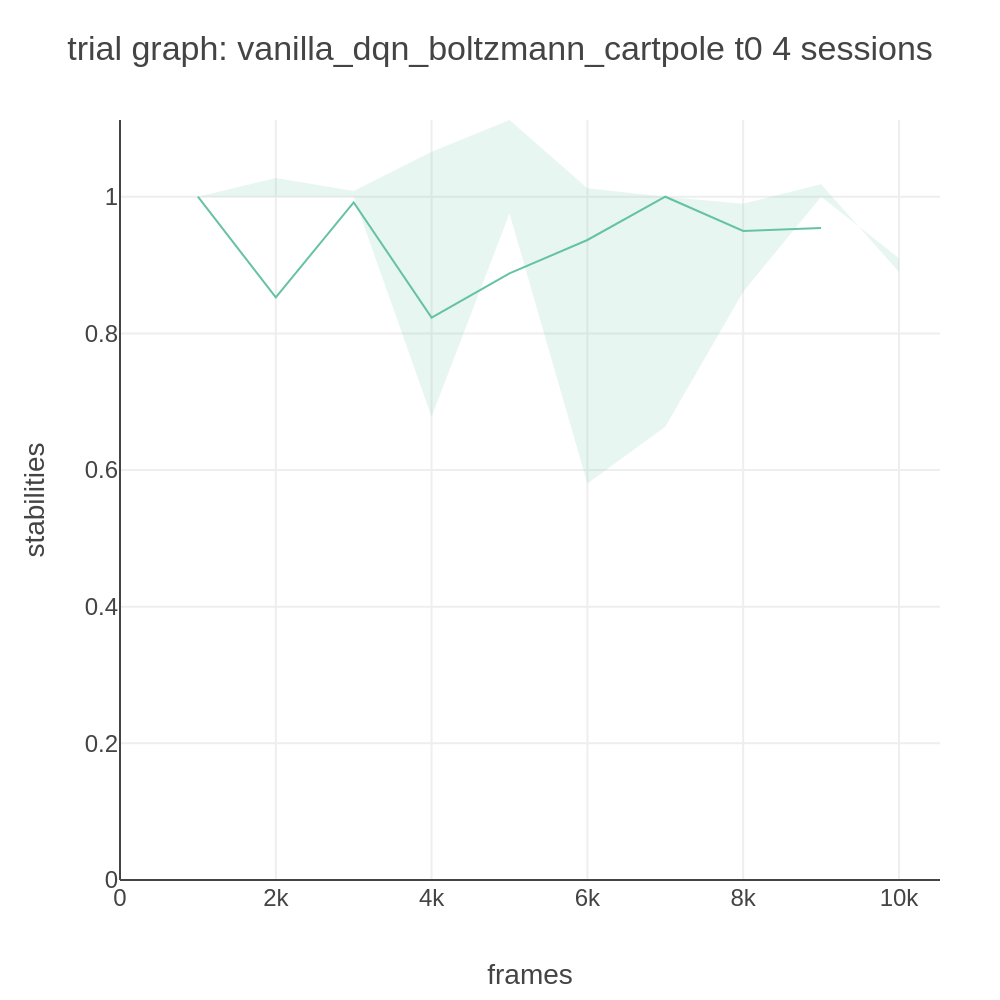 trial graph: vanilla_dqn_boltzmann_cartpole t0 4 sessions
1
0.8
0.6
0.4
0.2
0
stabilities
0 2k 4k 6k 8k 10k
frames